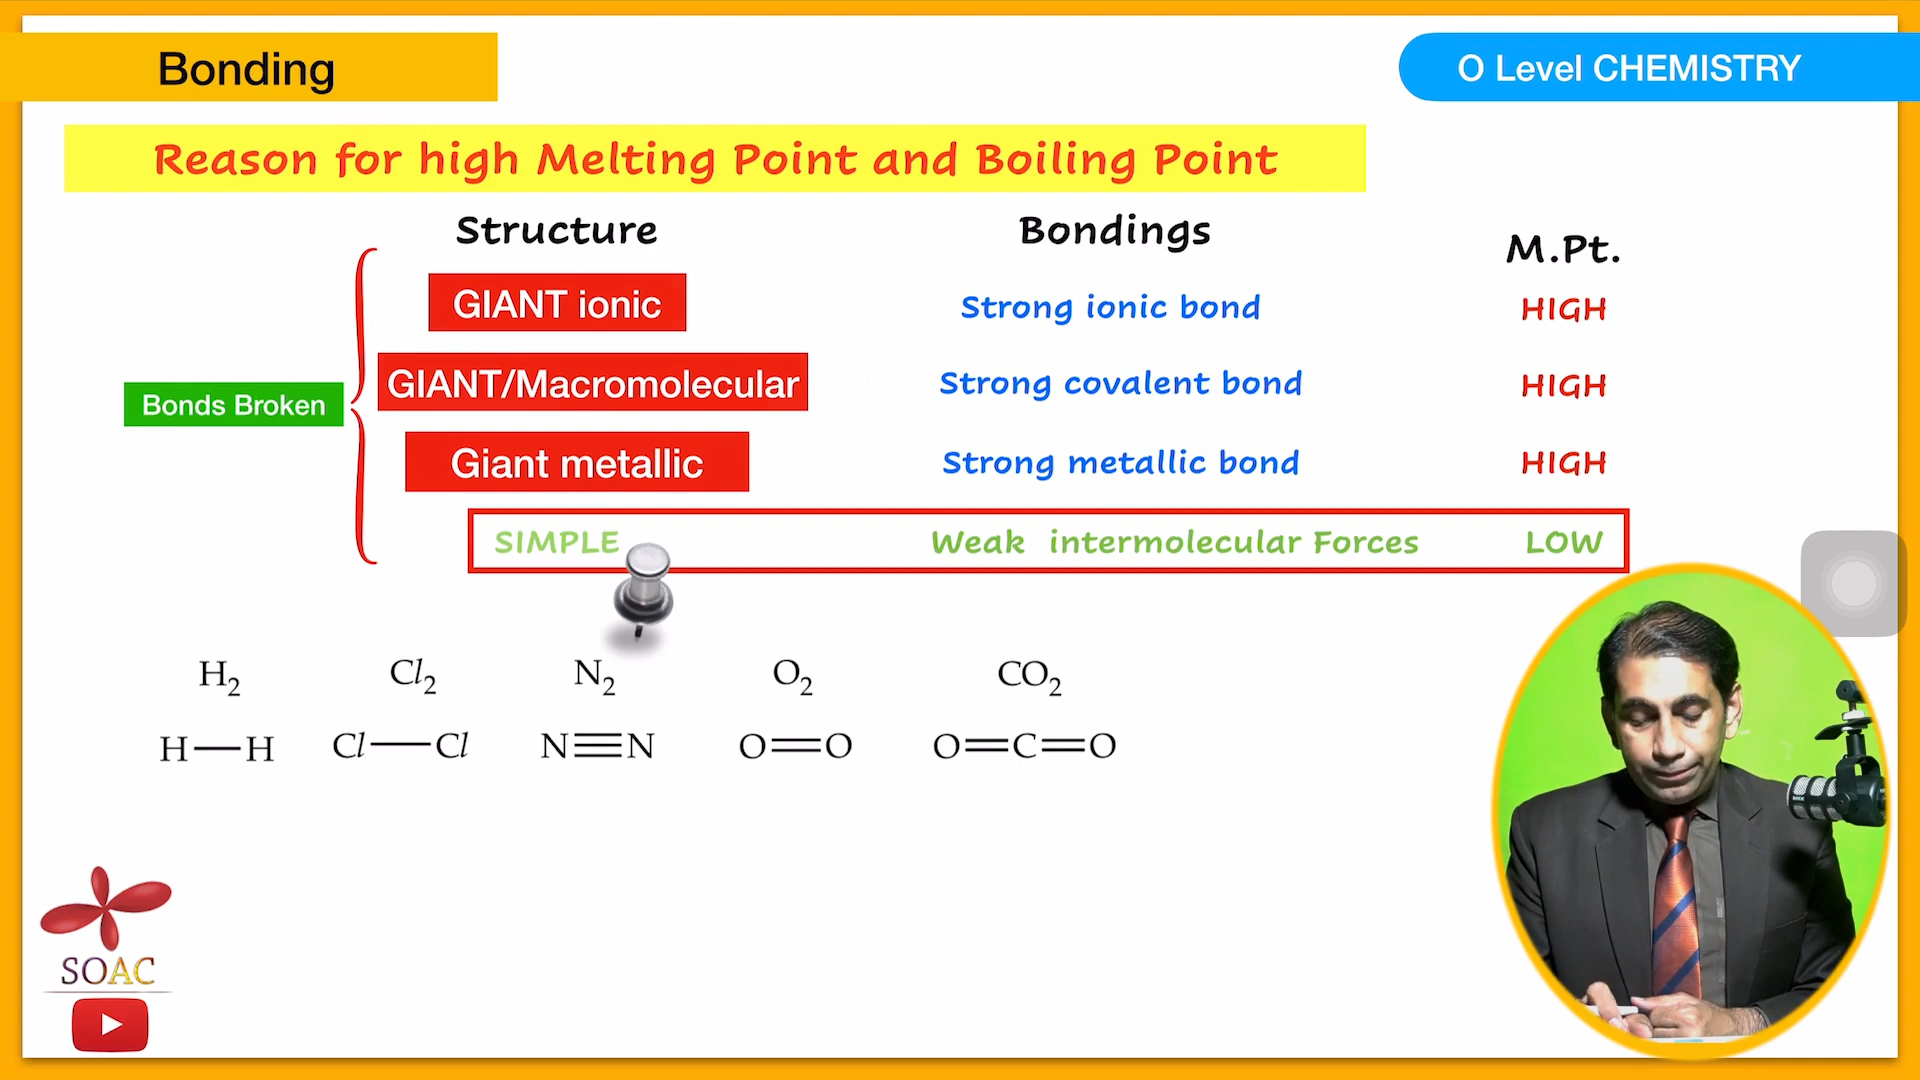 Bonding
O Level CHEMISTRY
Reason for high Melting Point and Boiling Point
Structure Bondings M.Pt.
GIANT ionic Strong ionic bond HIGH
GIANT/Macromolecular Strong covalent bond HIGH
Bonds Broken
Giant metallic Strong metallic bond HIGH
SIMPLE Weak intermolecular Forces LOW
H₂ Cl₂ N₂ O₂ CO₂
H—H Cl—Cl N≡N O=O O=C=O
SOAC